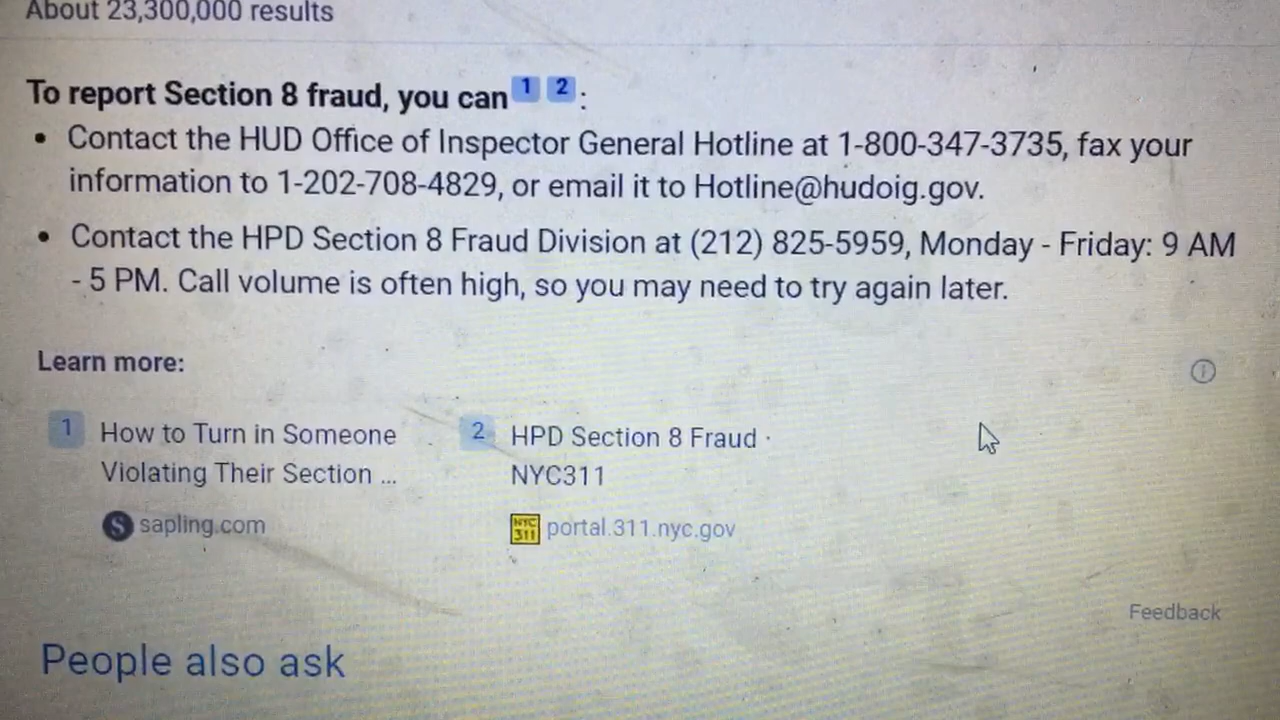 About 23,300,000 results
To report Section 8 fraud, you can 1 2 :
• Contact the HUD Office of Inspector General Hotline at 1-800-347-3735, fax your
information to 1-202-708-4829, or email it to Hotline@hudoig.gov.
• Contact the HPD Section 8 Fraud Division at (212) 825-5959, Monday - Friday: 9 AM
- 5 PM. Call volume is often high, so you may need to try again later.
Learn more:
1 How to Turn in Someone
Violating Their Section ...
S sapling.com
2 HPD Section 8 Fraud ·
NYC311
NYC 311 portal.311.nyc.gov
Feedback
People also ask